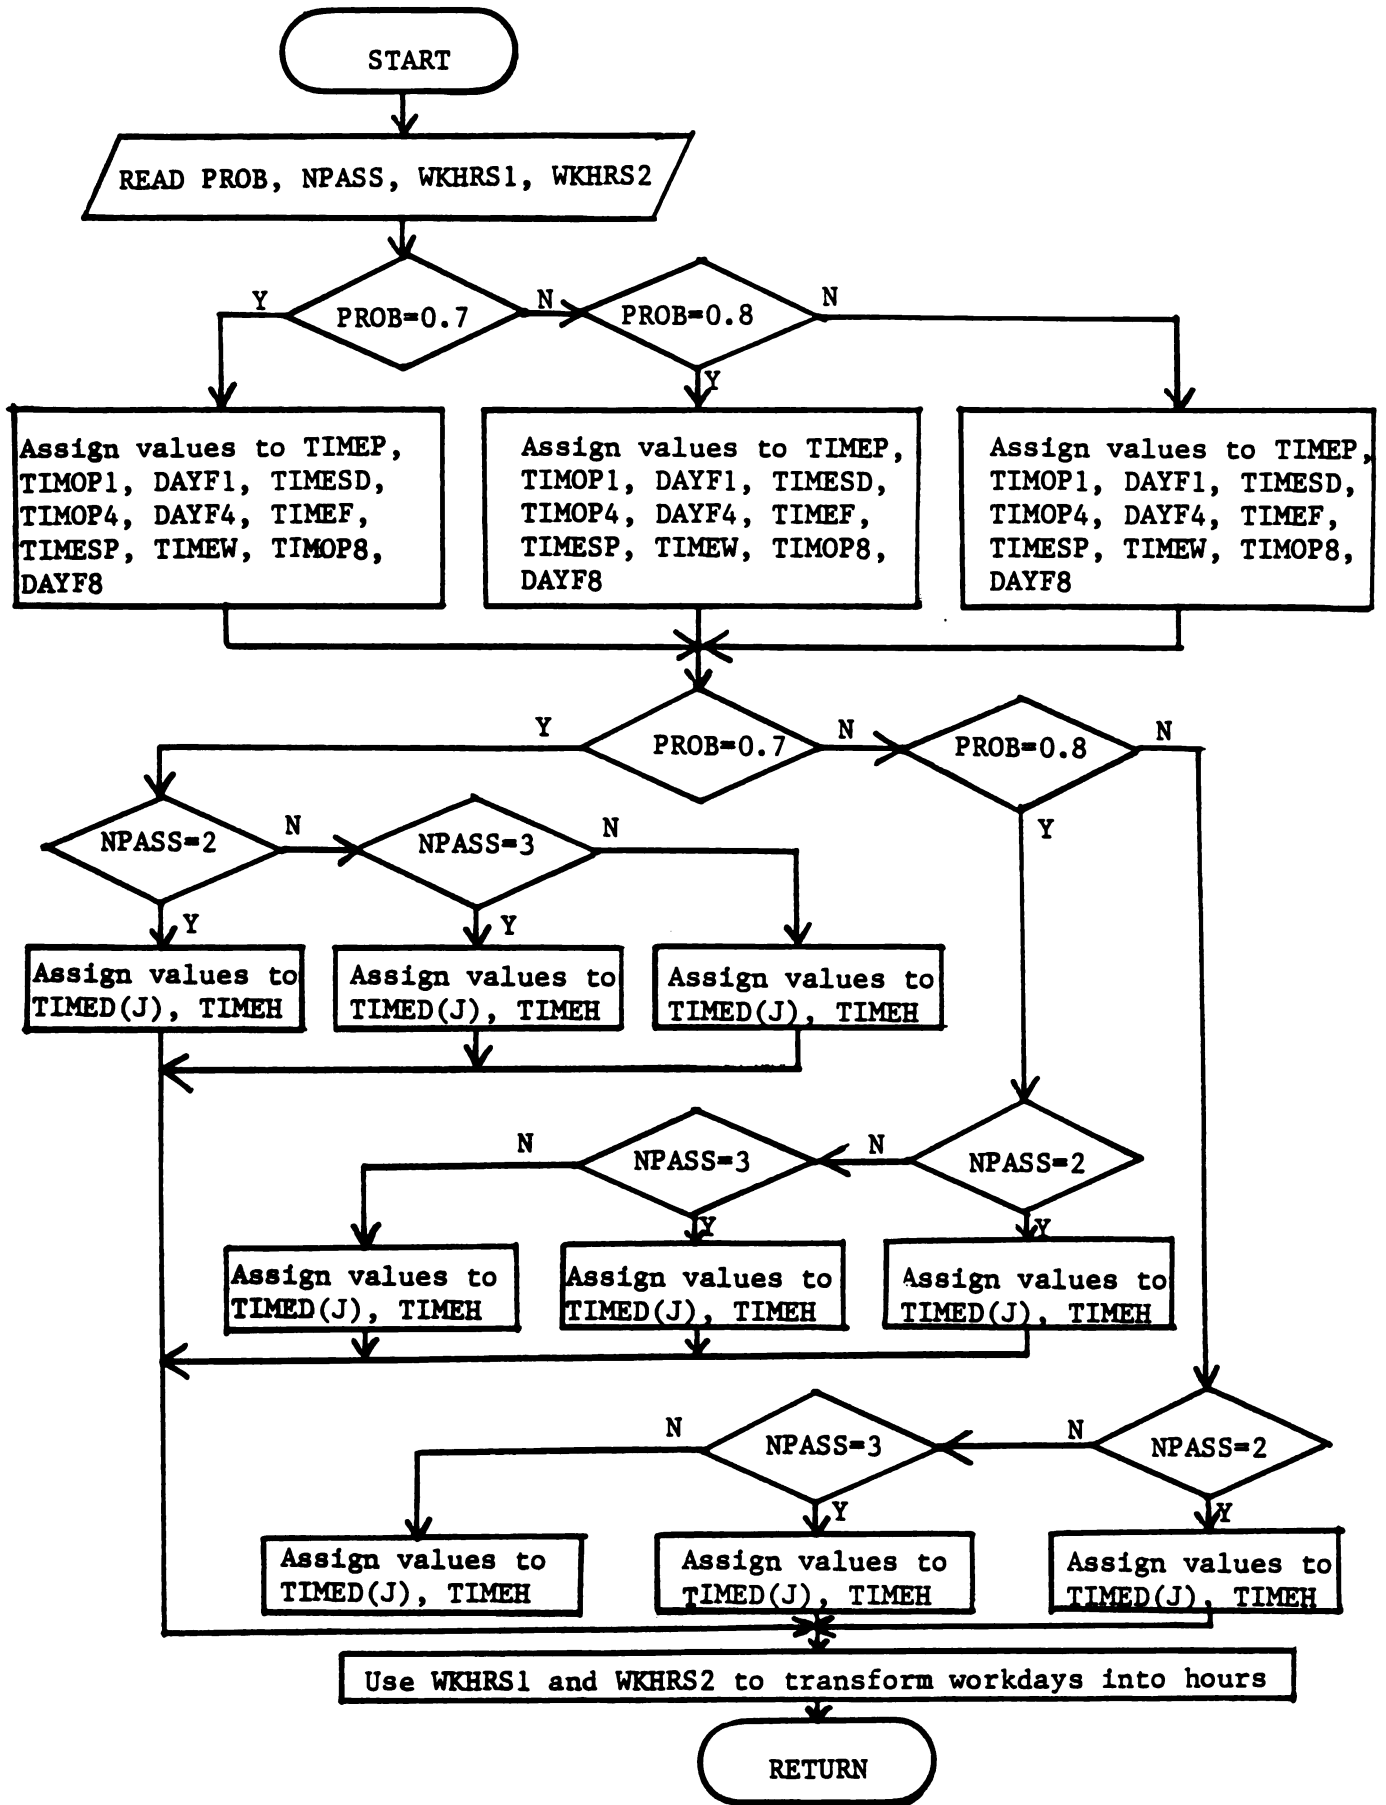 START
READ PROB, NPASS, WKHRS1, WKHRS2
Y
PROB=0.7
N
PROB=0.8
N
Y
Assign values to TIMEP,
TIMOP1, DAYF1, TIMESD,
TIMOP4, DAYF4, TIMEF,
TIMESP, TIMEW, TIMOP8,
DAYF8
Assign values to TIMEP,
TIMOP1, DAYF1, TIMESD,
TIMOP4, DAYF4, TIMEF,
TIMESP, TIMEW, TIMOP8,
DAYF8
Assign values to TIMEP,
TIMOP1, DAYF1, TIMESD,
TIMOP4, DAYF4, TIMEF,
TIMESP, TIMEW, TIMOP8,
DAYF8
Y
PROB=0.7
N
PROB=0.8
N
NPASS=2
N
NPASS=3
N
Y
Y
Y
Assign values to
TIMED(J), TIMEH
Assign values to
TIMED(J), TIMEH
Assign values to
TIMED(J), TIMEH
N
NPASS=3
N
NPASS=2
Y
Y
Assign values to
TIMED(J), TIMEH
Assign values to
TIMED(J), TIMEH
Assign values to
TIMED(J), TIMEH
N
NPASS=3
N
NPASS=2
Y
Y
Assign values to
TIMED(J), TIMEH
Assign values to
TIMED(J), TIMEH
Assign values to
TIMED(J), TIMEH
Use WKHRS1 and WKHRS2 to transform workdays into hours
RETURN